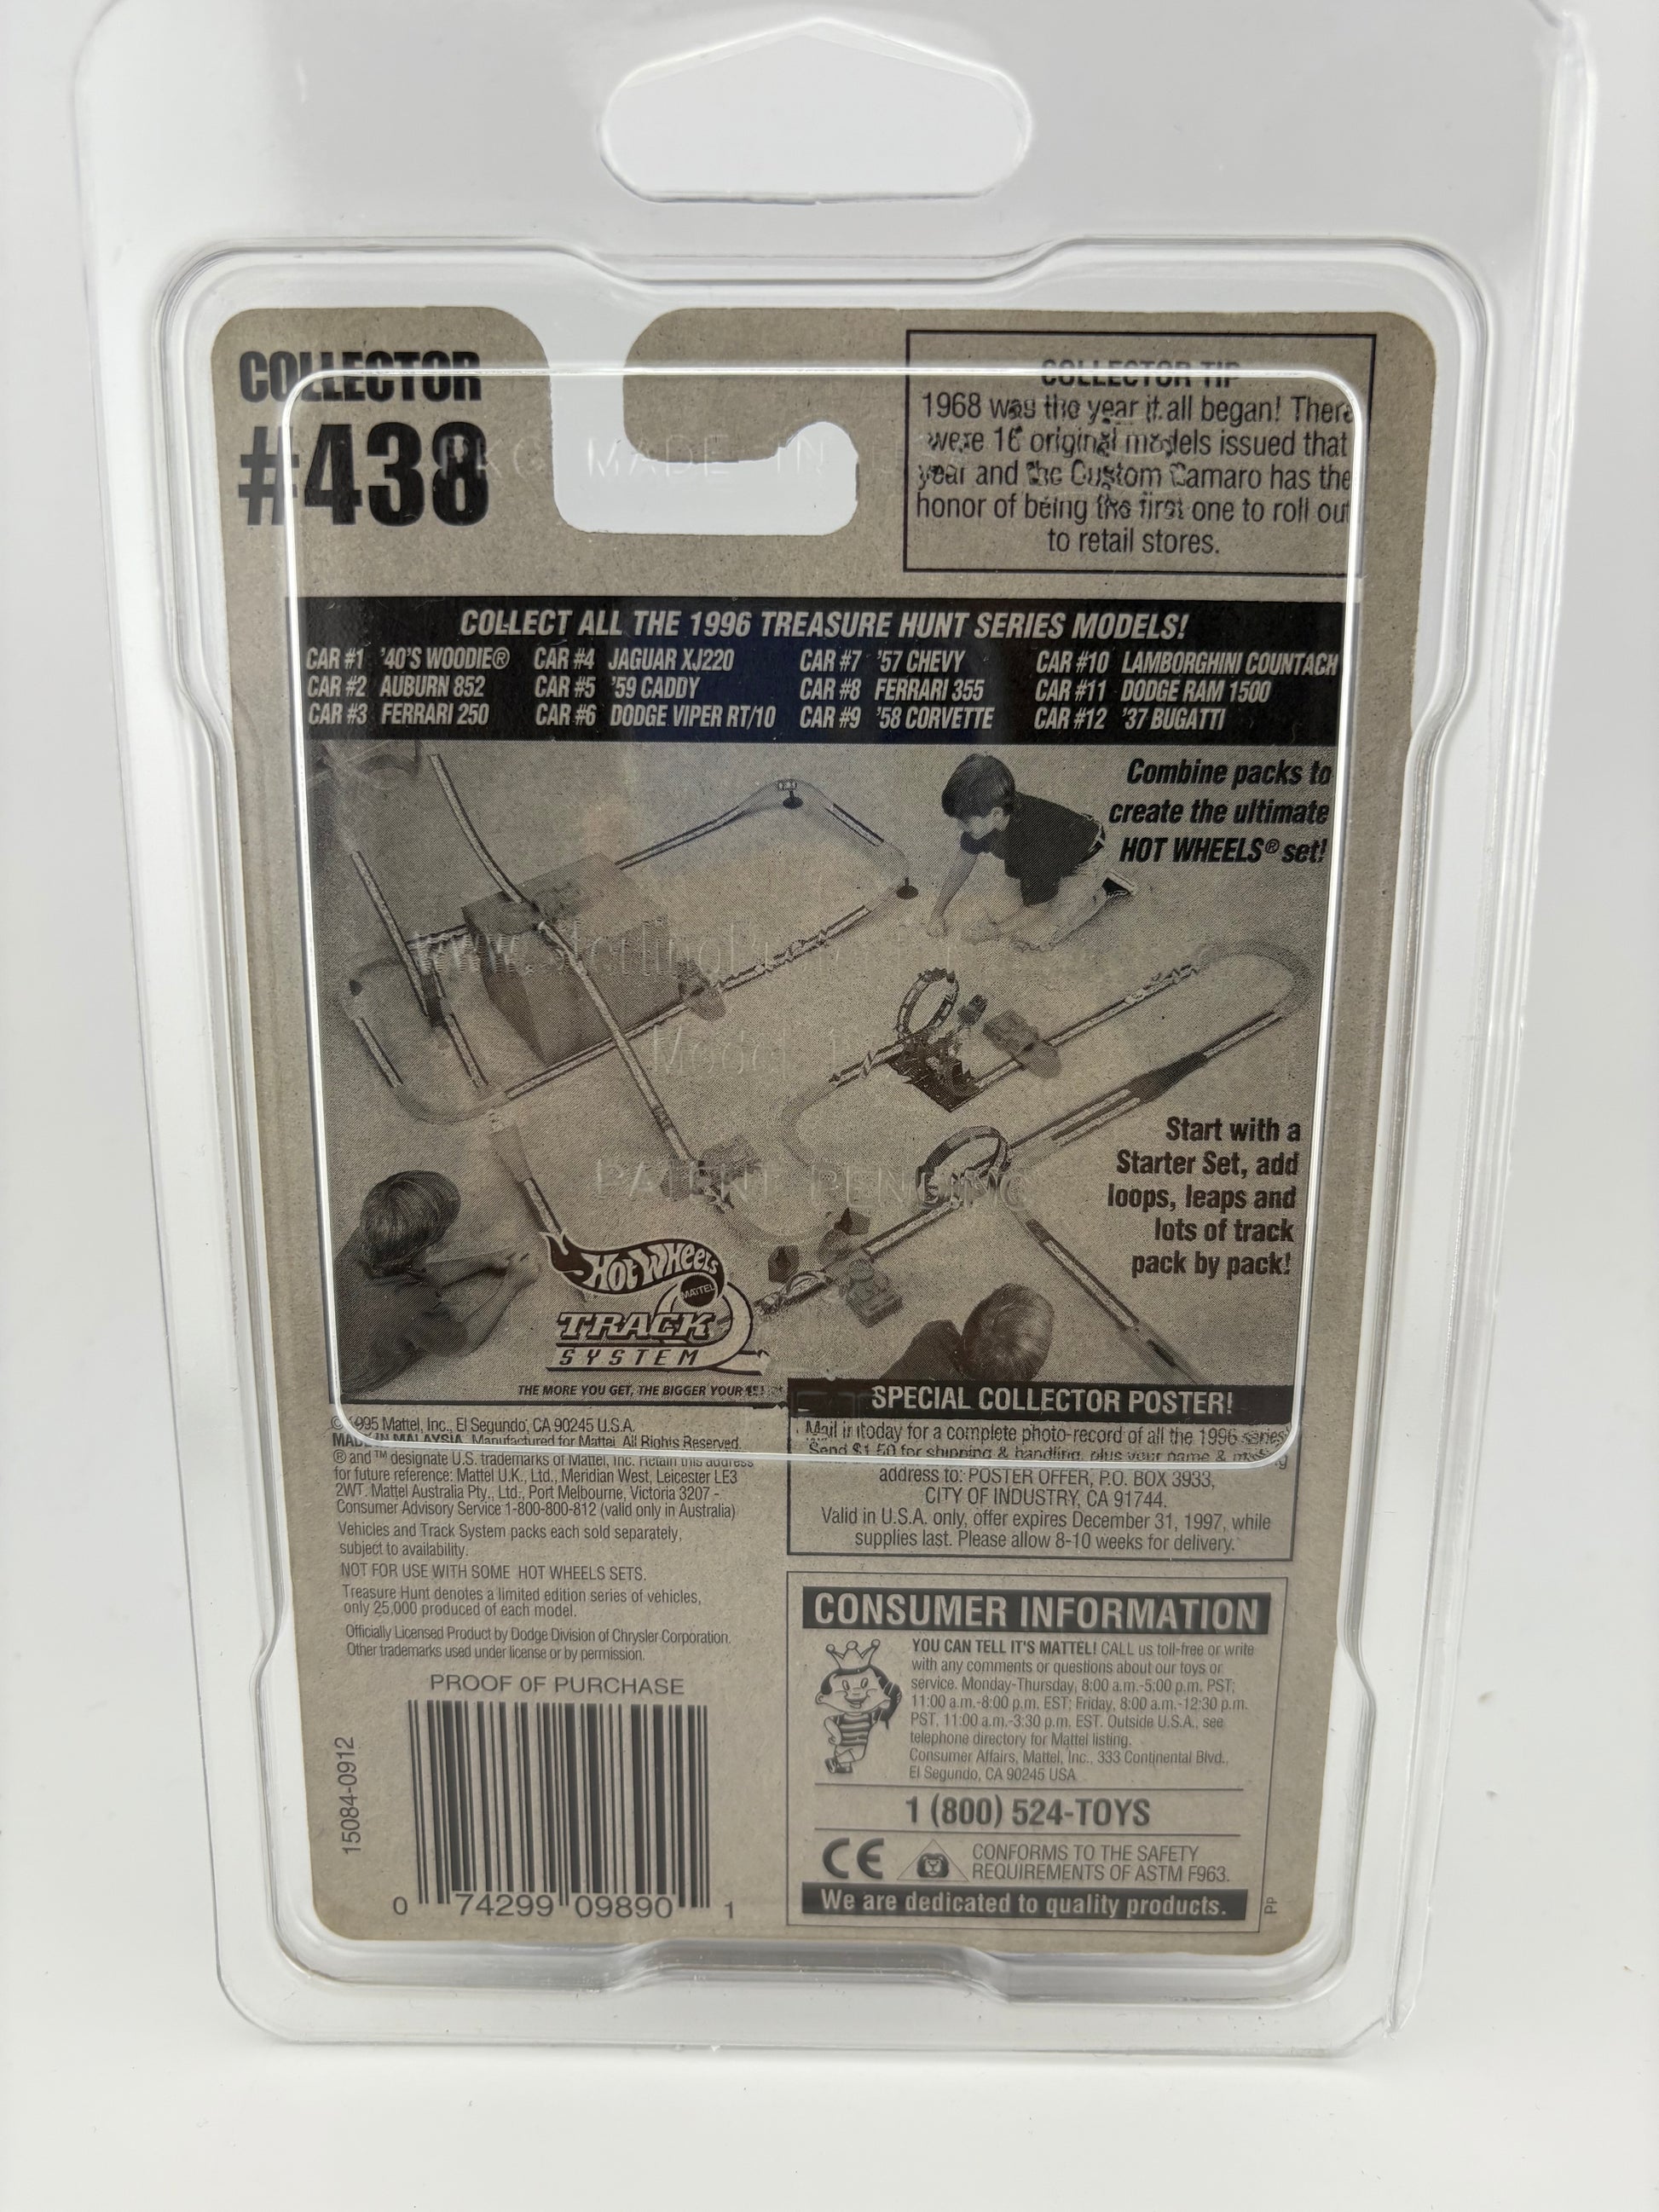 COLLECTOR
#438
COLLECTOR TIP
1968 was the year it all began! There
were 16 original models issued that
year and the Custom Camaro has the
honor of being the first one to roll out
to retail stores.
PKG MADE IN
COLLECT ALL THE 1996 TREASURE HUNT SERIES MODELS!
CAR #1 '40'S WOODIE® CAR #4 JAGUAR XJ220 CAR #7 '57 CHEVY CAR #10 LAMBORGHINI COUNTACH
CAR #2 AUBURN 852 CAR #5 '59 CADDY CAR #8 FERRARI 355 CAR #11 DODGE RAM 1500
CAR #3 FERRARI 250 CAR #6 DODGE VIPER RT/10 CAR #9 '58 CORVETTE CAR #12 '37 BUGATTI
Combine packs to
create the ultimate
HOT WHEELS® set!
Model
PATENT PENDING
Start with a
Starter Set, add
loops, leaps and
lots of track
pack by pack!
HOT WHEELS
MATTEL
TRACK
SYSTEM
THE MORE YOU GET, THE BIGGER YOUR SET!
© 1995 Mattel, Inc., El Segundo, CA 90245 U.S.A.
MADE IN MALAYSIA. Manufactured for Mattel. All Rights Reserved.
® and ™ designate U.S. trademarks of Mattel, Inc. Retain this address
for future reference: Mattel U.K., Ltd., Meridian West, Leicester LE3
2WT. Mattel Australia Pty., Ltd., Port Melbourne, Victoria 3207 -
Consumer Advisory Service 1-800-800-812 (valid only in Australia)
Vehicles and Track System packs each sold separately,
subject to availability.
NOT FOR USE WITH SOME HOT WHEELS SETS.
Treasure Hunt denotes a limited edition series of vehicles,
only 25,000 produced of each model.
Officially Licensed Product by Dodge Division of Chrysler Corporation.
Other trademarks used under license or by permission.
PROOF OF PURCHASE
15084-0912
0 74299 09890 1
SPECIAL COLLECTOR POSTER!
Mail in today for a complete photo-record of all the 1996 series!
Send $1.50 for shipping & handling, plus your name & mailing
address to: POSTER OFFER, P.O. BOX 3933,
CITY OF INDUSTRY, CA 91744.
Valid in U.S.A. only, offer expires December 31, 1997, while
supplies last. Please allow 8-10 weeks for delivery.
CONSUMER INFORMATION
YOU CAN TELL IT'S MATTEL! CALL us toll-free or write
with any comments or questions about our toys or
service. Monday-Thursday, 8:00 a.m.-5:00 p.m. PST;
11:00 a.m.-8:00 p.m. EST; Friday, 8:00 a.m.-12:30 p.m.
PST, 11:00 a.m.-3:30 p.m. EST. Outside U.S.A., see
telephone directory for Mattel listing.
Consumer Affairs, Mattel, Inc., 333 Continental Blvd.,
El Segundo, CA 90245 USA
1 (800) 524-TOYS
CE CONFORMS TO THE SAFETY
REQUIREMENTS OF ASTM F963.
We are dedicated to quality products.
Pp